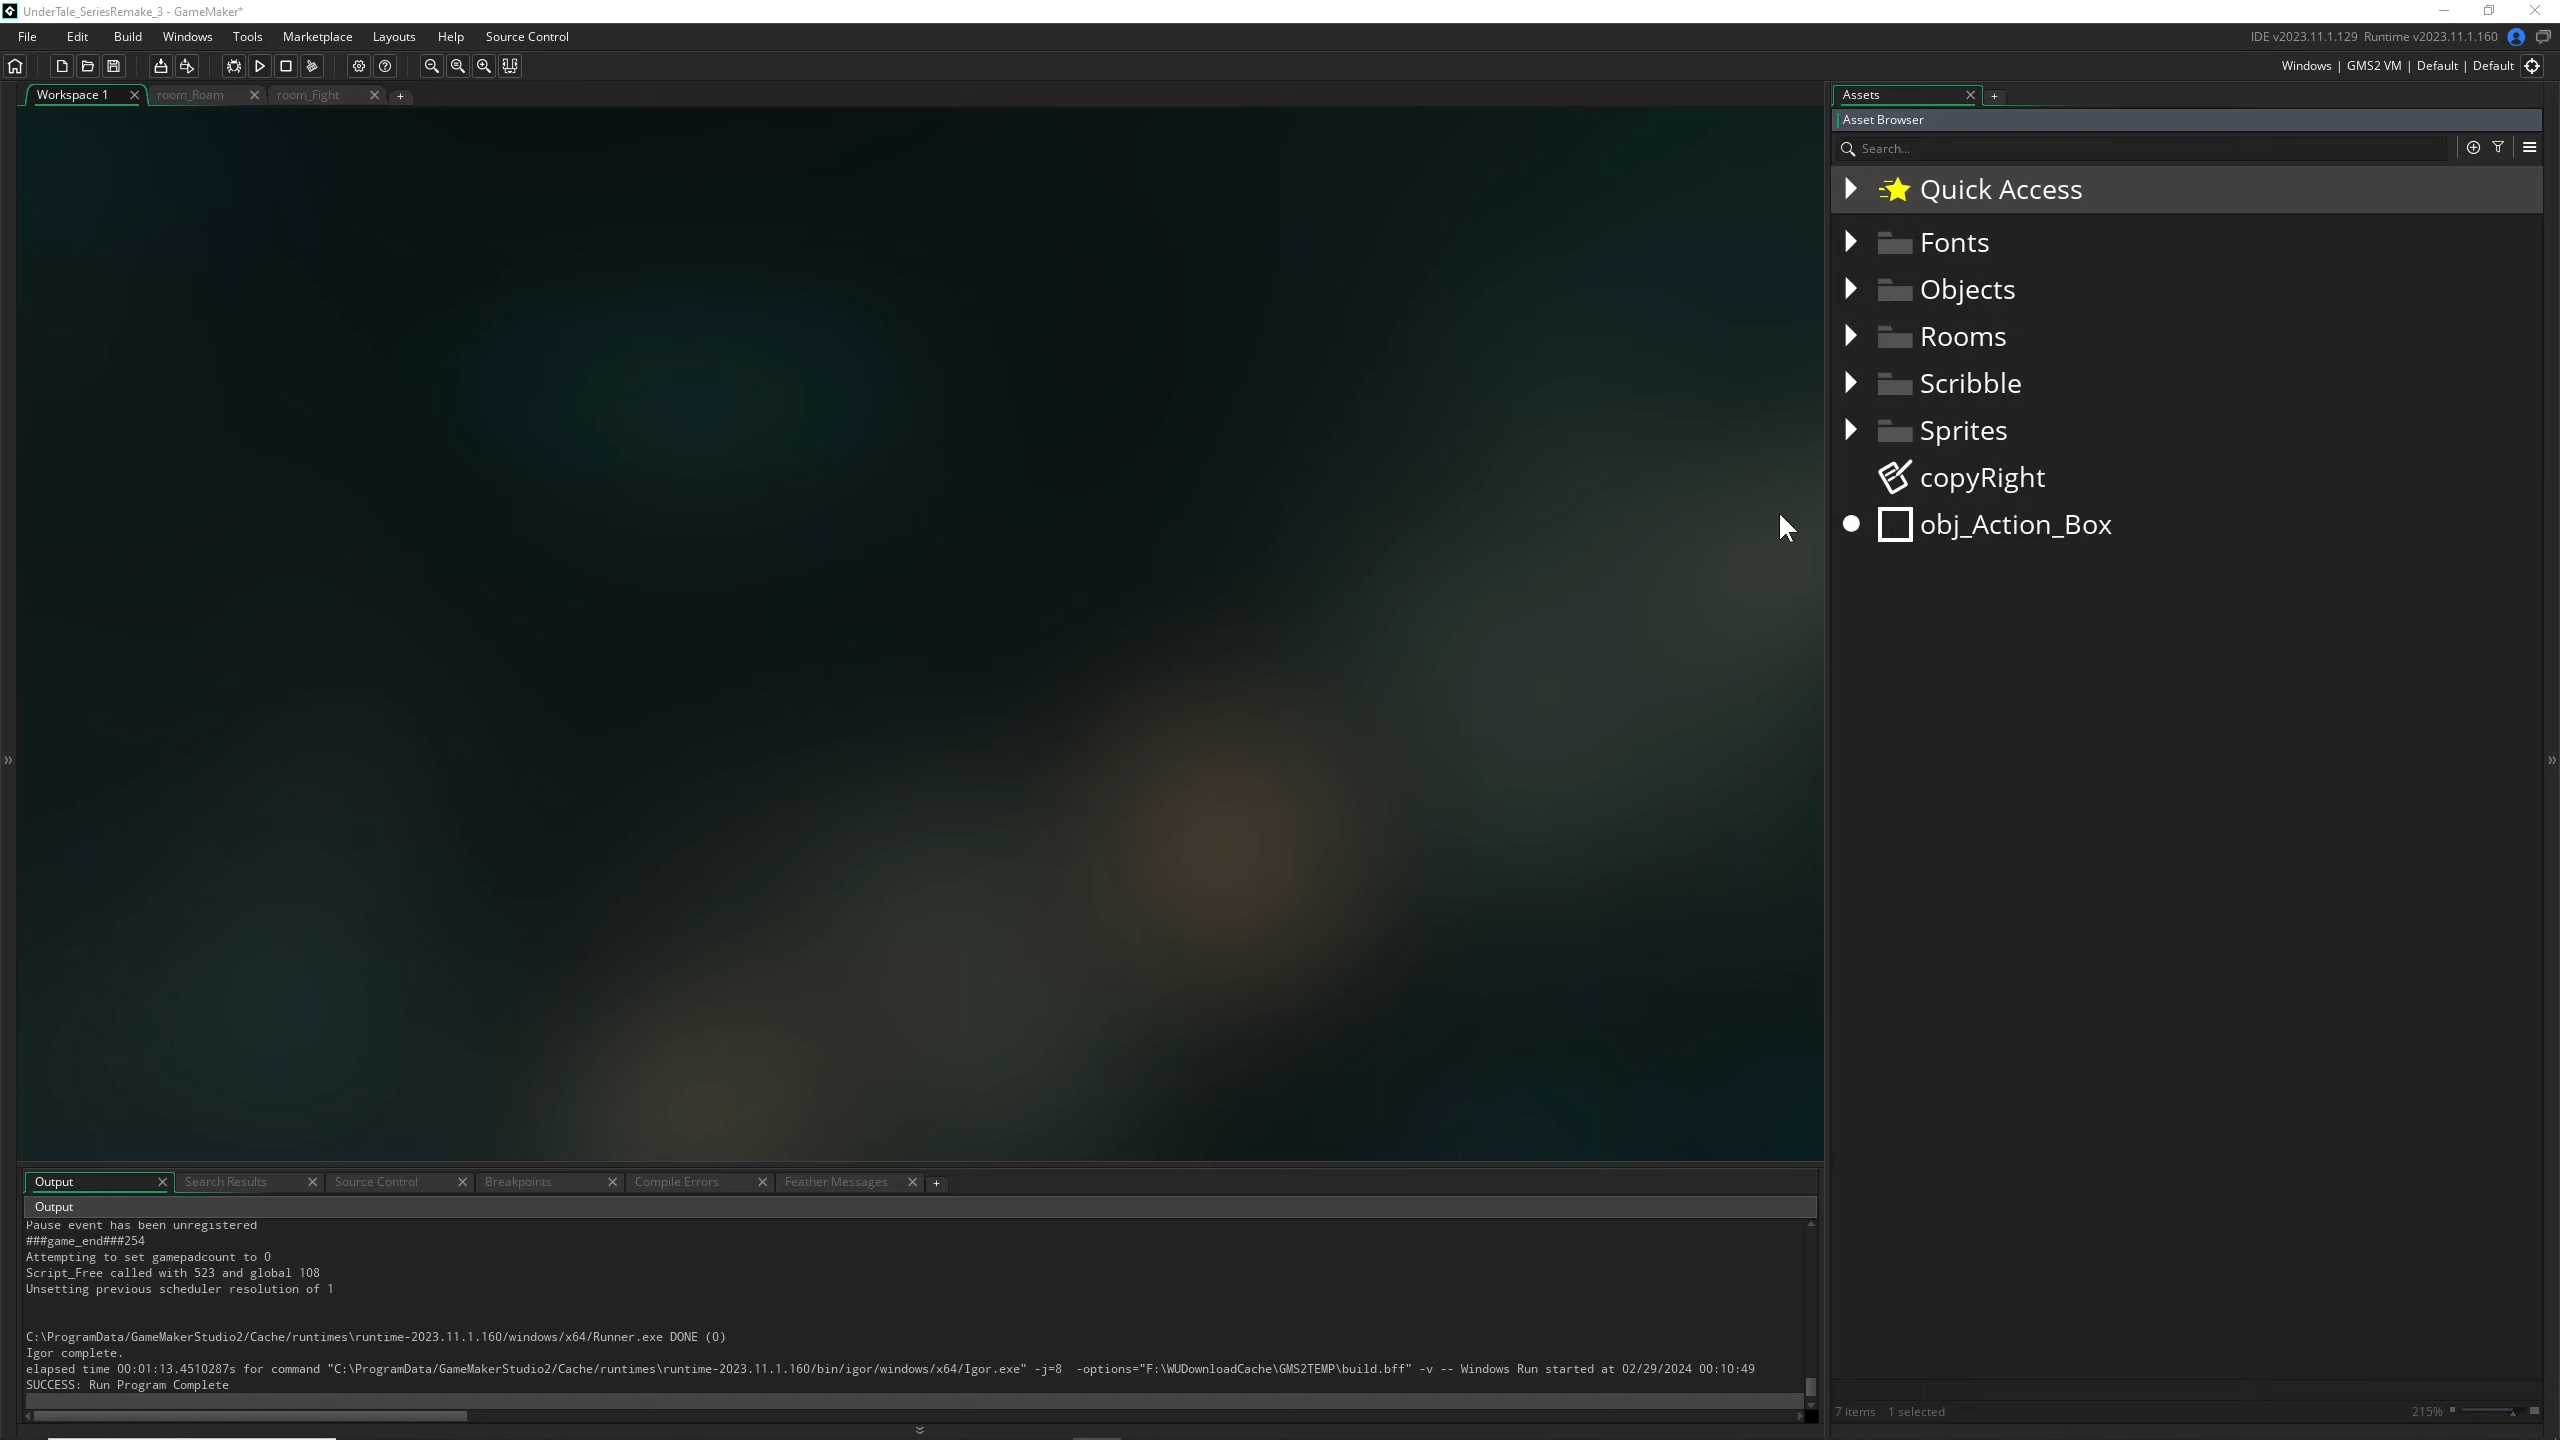 UnderTale_SeriesRemake_3 - GameMaker*
File Edit Build Windows Tools Marketplace Layouts Help Source Control
IDE v2023.11.1.129 Runtime v2023.11.1.160
Windows | GMS2 VM | Default | Default
Workspace 1
room_Roam
room_Fight
+
Assets
+
Asset Browser
Search...
Quick Access
Fonts
Objects
Rooms
Scribble
Sprites
copyRight
obj_Action_Box
Output
Search Results
Source Control
Breakpoints
Compile Errors
Feather Messages
+
Output
Pause event has been unregistered
###game_end###254
Attempting to set gamepadcount to 0
Script_Free called with 523 and global 108
Unsetting previous scheduler resolution of 1
C:\ProgramData/GameMakerStudio2/Cache/runtimes\runtime-2023.11.1.160/windows/x64/Runner.exe DONE (0)
Igor complete.
elapsed time 00:01:13.4510287s for command "C:\ProgramData/GameMakerStudio2/Cache/runtimes\runtime-2023.11.1.160/bin/igor/windows/x64/Igor.exe" -j=8  -options="F:\WUDownloadCache\GMS2TEMP\build.bff" -v -- Windows Run started at 02/29/2024 00:10:49
SUCCESS: Run Program Complete
7 items 1 selected
215%